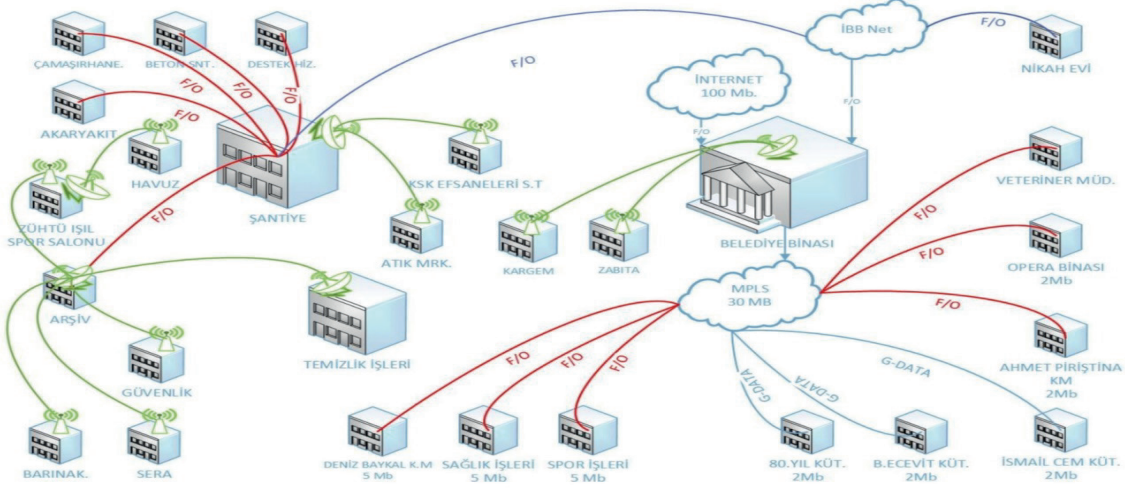 ÇAMAŞIRHANE.
BETON ŞNT.
DESTEK HİZ.
F/O
F/O
F/O
F/O
AKARYAKIT
HAVUZ
ZÜHTÜ IŞIL
SPOR SALONU
ŞANTİYE
F/O
ARŞİV
GÜVENLİK
BARINAK.
SERA
TEMİZLİK İŞLERİ
KSK EFSANELERİ S.T
ATIK MRK.
KARGEM
ZABITA
F/O
İBB Net
F/O
NİKAH EVİ
İNTERNET
100 Mb.
F/O
F/O
BELEDİYE BİNASI
MPLS
30 MB
F/O
VETERİNER MÜD.
F/O
OPERA BİNASI
2Mb
F/O
AHMET PİRİŞTİNA
KM
2Mb
F/O
F/O
F/O
DENİZ BAYKAL K.M
5 Mb
SAĞLIK İŞLERİ
5 Mb
SPOR İŞLERİ
5 Mb
G-DATA
G-DATA
G-DATA
80.YIL KÜT.
2Mb
B.ECEVİT KÜT.
2Mb
İSMAİL CEM KÜT.
2Mb